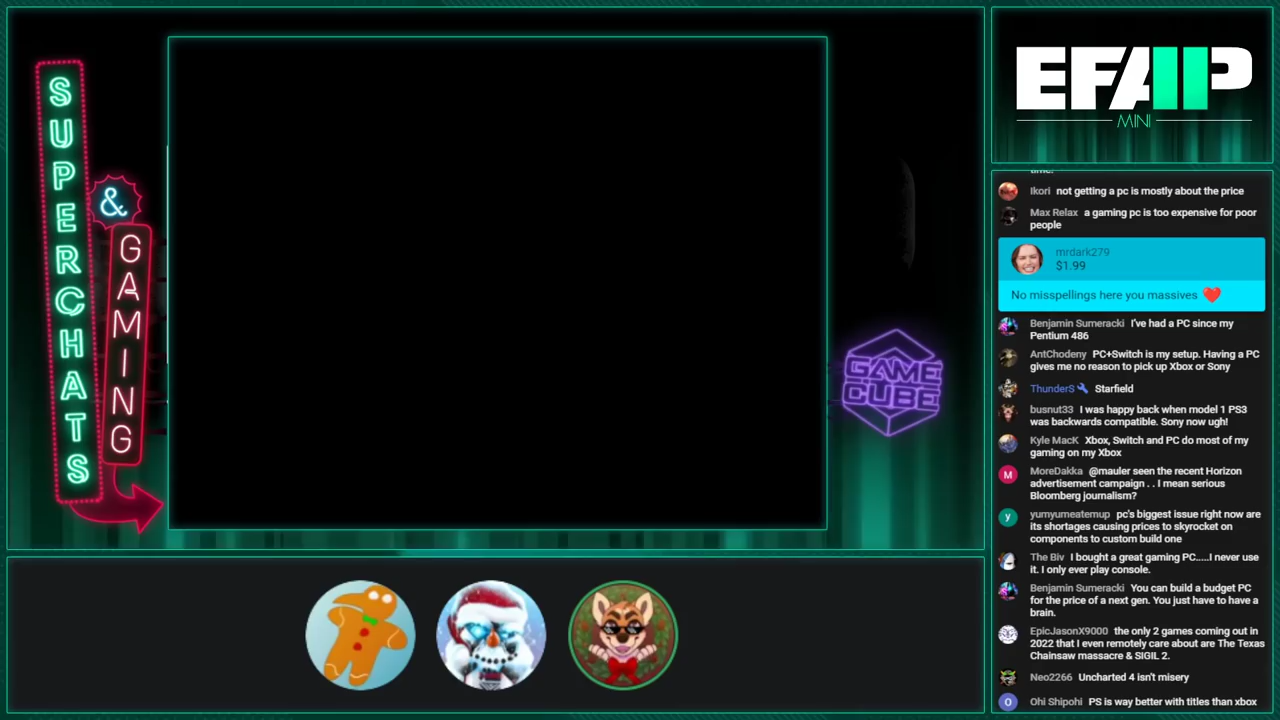 SUPERCHATS
&
GAMING
GAME
CUBE
EFAP
MINI
time.
Ikori not getting a pc is mostly about the price
Max Relax a gaming pc is too expensive for poor
people
mrdark279
$1.99
No misspellings here you massives ❤️
Benjamin Sumeracki I've had a PC since my
Pentium 486
AntChodeny PC+Switch is my setup. Having a PC
gives me no reason to pick up Xbox or Sony
ThunderS Starfield
busnut33 I was happy back when model 1 PS3
was backwards compatible. Sony now ugh!
Kyle MacK Xbox, Switch and PC do most of my
gaming on my Xbox
M
MoreDakka @mauler seen the recent Horizon
advertisement campaign . . I mean serious
Bloomberg journalism?
y
yumyumeatemup pc's biggest issue right now are
its shortages causing prices to skyrocket on
components to custom build one
The Biv I bought a great gaming PC.....I never use
it. I only ever play console.
Benjamin Sumeracki You can build a budget PC
for the price of a next gen. You just have to have a
brain.
EpicJasonX9000 the only 2 games coming out in
2022 that I even remotely care about are The Texas
Chainsaw massacre & SIGIL 2.
Neo2266 Uncharted 4 isn't misery
O
Ohi Shipohi PS is way better with titles than xbox